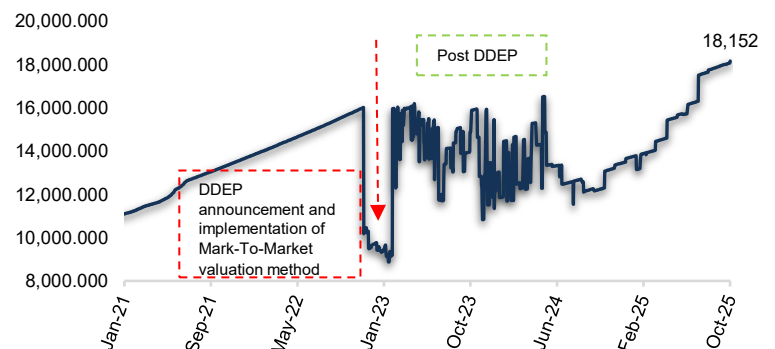 20,000.000
18,152
18,000.000
Post DDEP
16,000.000
14,000.000
12,000.000
DDEP
announcement and
implementation of
Mark-To-Market
valuation method
10,000.000
8,000.000
Jan-21
Sep-21
May-22
Jan-23
Oct-23
Jun-24
Feb-25
Oct-25